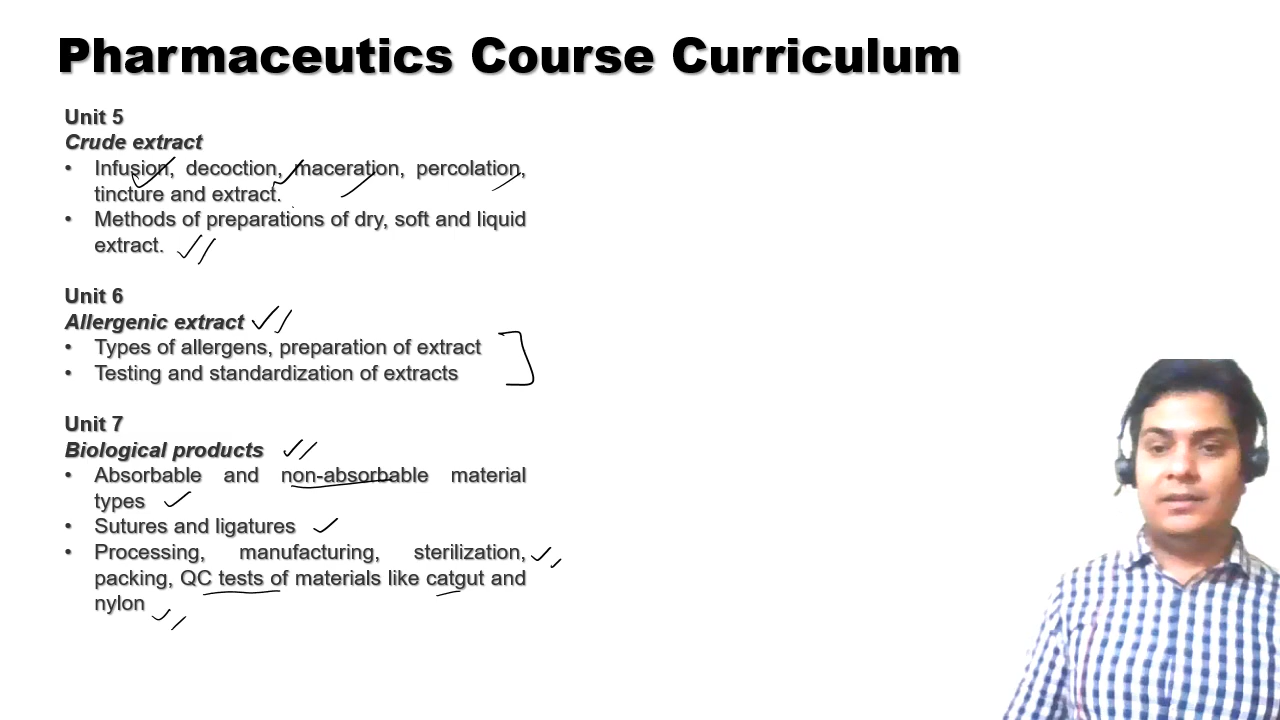 Pharmaceutics Course Curriculum
Unit 5
Crude extract
• Infusion, decoction, maceration, percolation,
tincture and extract.
• Methods of preparations of dry, soft and liquid
extract.
Unit 6
Allergenic extract
• Types of allergens, preparation of extract
• Testing and standardization of extracts
Unit 7
Biological products
• Absorbable and non-absorbable material
types
• Sutures and ligatures
• Processing, manufacturing, sterilization,
packing, QC tests of materials like catgut and
nylon